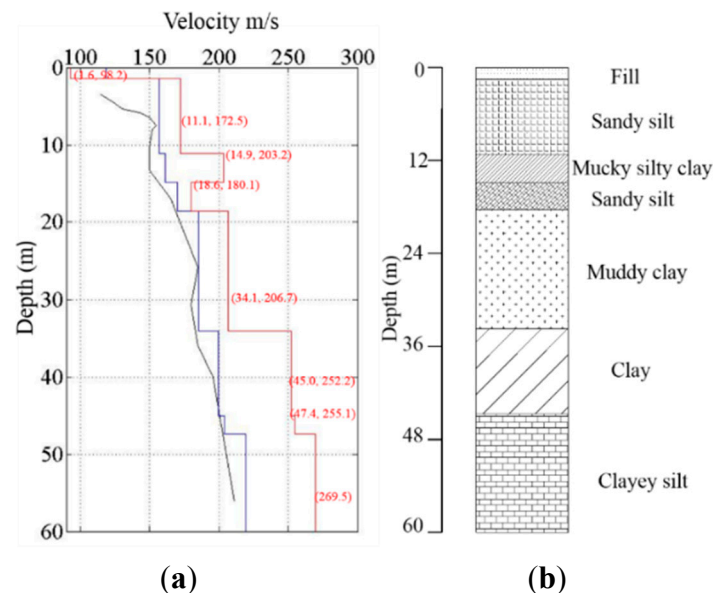 Velocity m/s
100 150 200 250 300
0
10
20
30
40
50
60
Depth (m)
(1.6, 98.2)
(11.1, 172.5)
(14.9, 203.2)
(18.6, 180.1)
(34.1, 206.7)
(45.0, 252.2)
(47.4, 255.1)
(269.5)
(a)
0
12
24
36
48
60
Depth (m)
Fill
Sandy silt
Mucky silty clay
Sandy silt
Muddy clay
Clay
Clayey silt
(b)